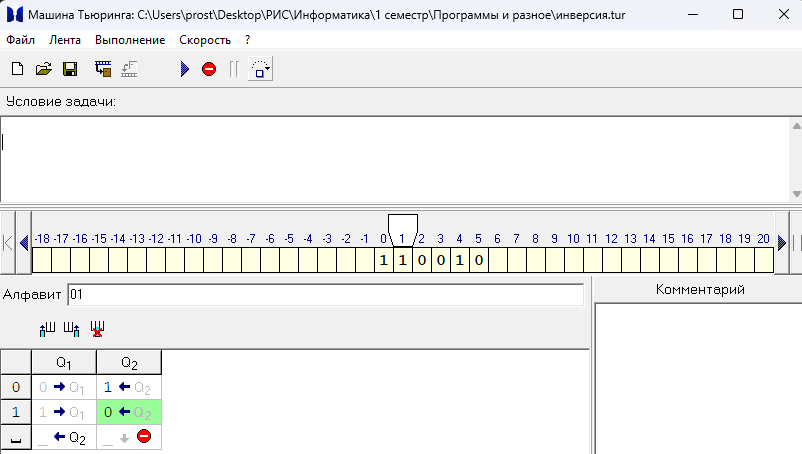 Машина Тьюринга: C:\Users\prost\Desktop\РИС\Информатика\1 семестр\Программы и разное\инверсия.tur
Файл Лента Выполнение Скорость ?
Условие задачи:
-18 -17 -16 -15 -14 -13 -12 -11 -10 -9 -8 -7 -6 -5 -4 -3 -2 -1 0 1 2 3 4 5 6 7 8 9 10 11 12 13 14 15 16 17 18 19 20
1 1 0 0 1 0
Алфавит 01
Комментарий
Q1 Q2
0 0 → Q1 1 ← Q2
1 1 → Q1 0 ← Q2
␣ _ ← Q2 _ ↓